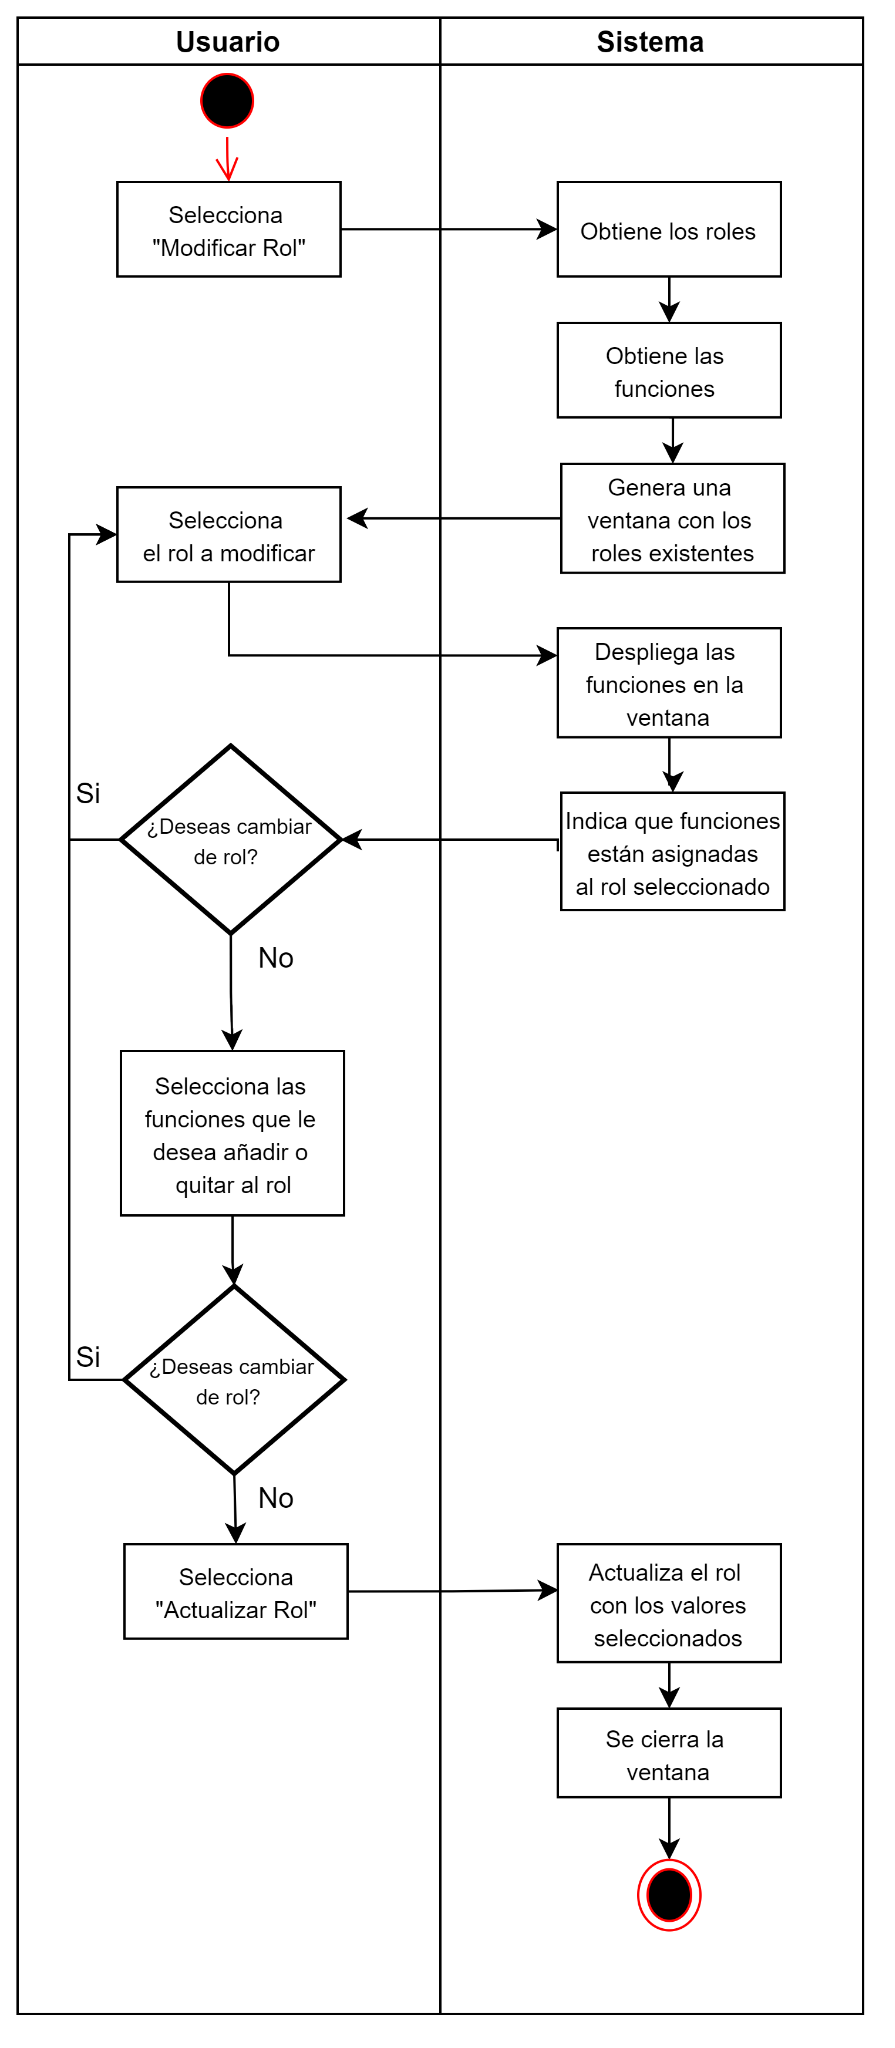 Usuario
Sistema
Selecciona
"Modificar Rol"
Obtiene los roles
Obtiene las
funciones
Genera una
ventana con los
roles existentes
Selecciona
el rol a modificar
Despliega las
funciones en la
ventana
Indica que funciones
están asignadas
al rol seleccionado
¿Deseas cambiar
de rol?
Si
No
Selecciona las
funciones que le
desea añadir o
quitar al rol
¿Deseas cambiar
de rol?
Si
No
Selecciona
"Actualizar Rol"
Actualiza el rol
con los valores
seleccionados
Se cierra la
ventana